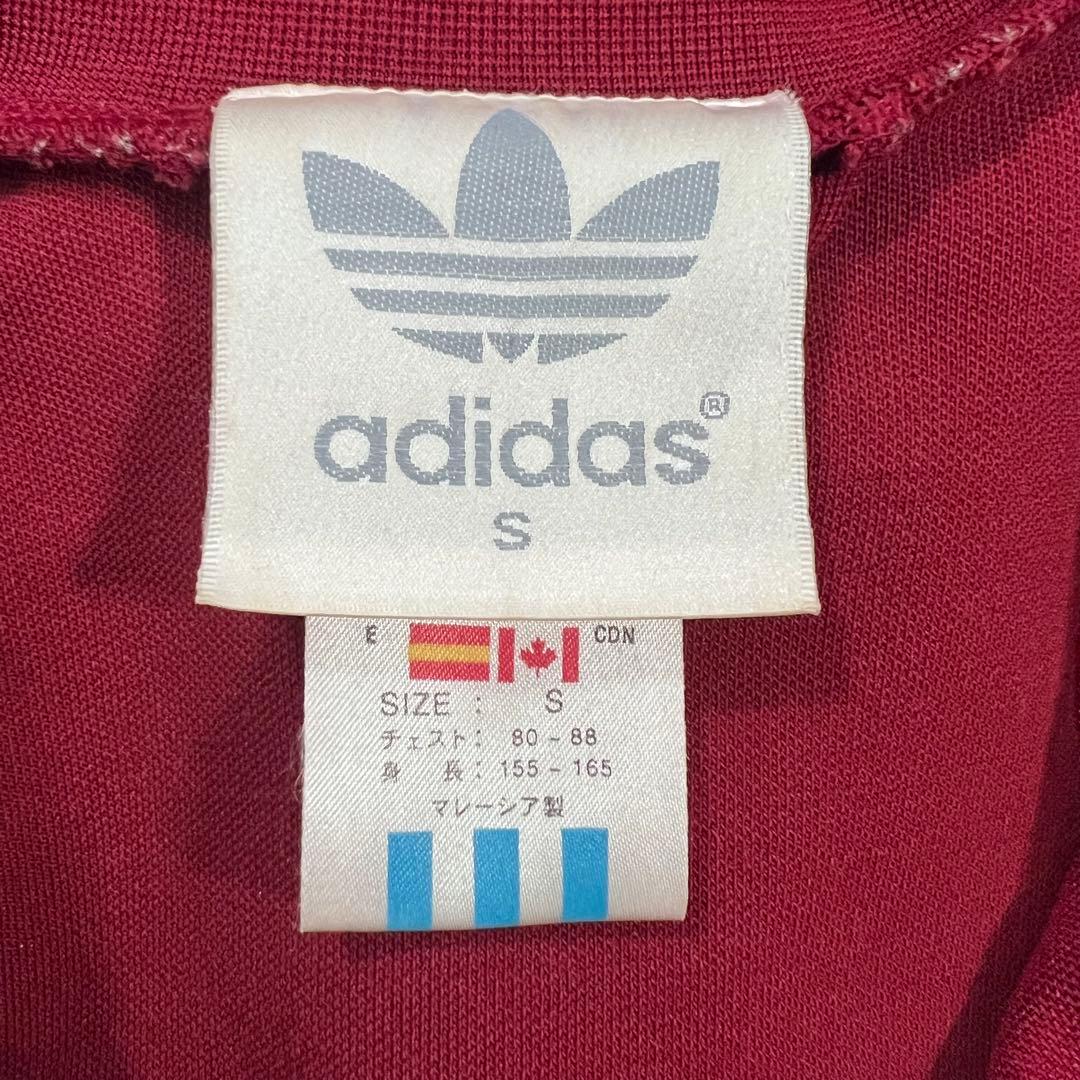 adidas®
S
E CDN
SIZE : S
チェスト: 80-88
身 長: 155-165
マレーシア製